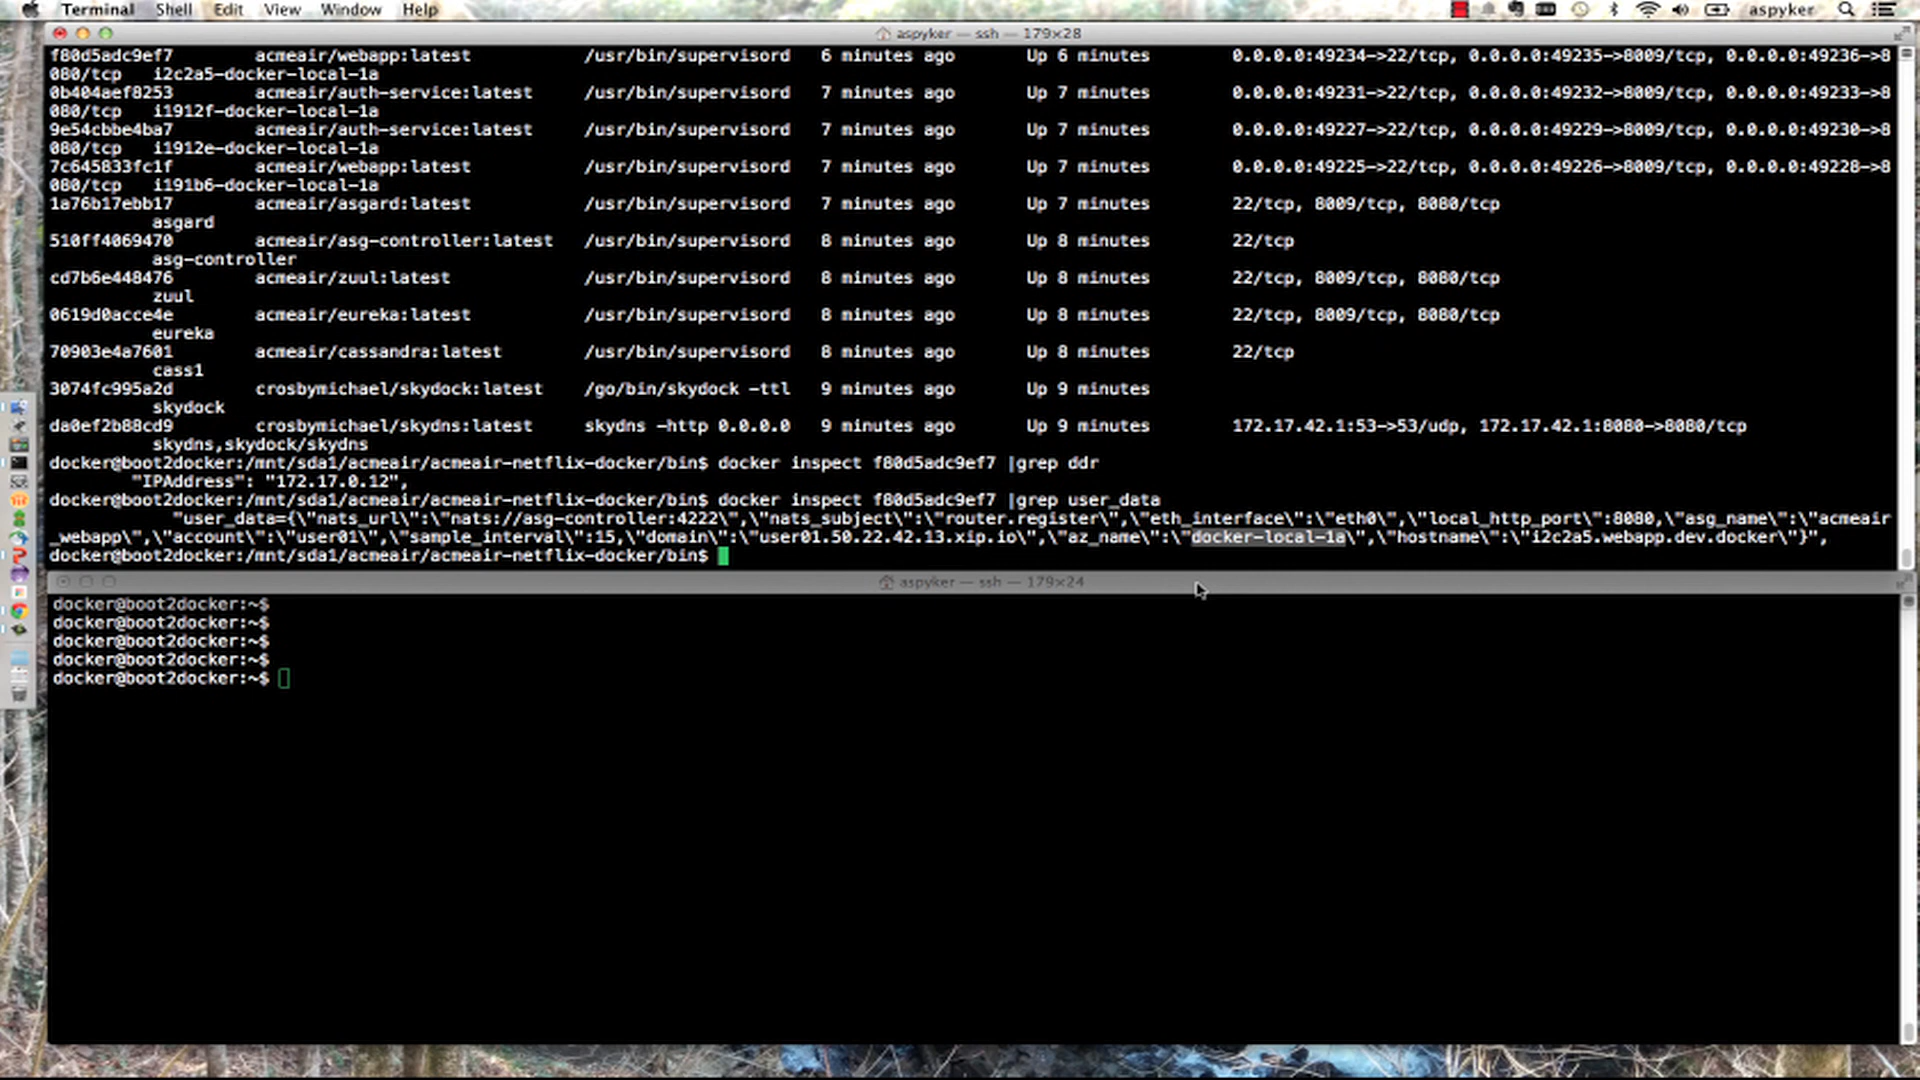 Terminal Shell Edit View Window Help aspyker
aspyker — ssh — 179×28
f80d5adc9ef7 acmeair/webapp:latest /usr/bin/supervisord 6 minutes ago Up 6 minutes 0.0.0.0:49234->22/tcp, 0.0.0.0:49235->8009/tcp, 0.0.0.0:49236->8
080/tcp i2c2a5-docker-local-1a
0b404aef8253 acmeair/auth-service:latest /usr/bin/supervisord 7 minutes ago Up 7 minutes 0.0.0.0:49231->22/tcp, 0.0.0.0:49232->8009/tcp, 0.0.0.0:49233->8
080/tcp i1912f-docker-local-1a
9e54cbbe4ba7 acmeair/auth-service:latest /usr/bin/supervisord 7 minutes ago Up 7 minutes 0.0.0.0:49227->22/tcp, 0.0.0.0:49229->8009/tcp, 0.0.0.0:49230->8
080/tcp i1912e-docker-local-1a
7c645833fc1f acmeair/webapp:latest /usr/bin/supervisord 7 minutes ago Up 7 minutes 0.0.0.0:49225->22/tcp, 0.0.0.0:49226->8009/tcp, 0.0.0.0:49228->8
080/tcp i191b6-docker-local-1a
1a76b17ebb17 acmeair/asgard:latest /usr/bin/supervisord 7 minutes ago Up 7 minutes 22/tcp, 8009/tcp, 8080/tcp
asgard
510ff4069470 acmeair/asg-controller:latest /usr/bin/supervisord 8 minutes ago Up 8 minutes 22/tcp
asg-controller
cd7b6e448476 acmeair/zuul:latest /usr/bin/supervisord 8 minutes ago Up 8 minutes 22/tcp, 8009/tcp, 8080/tcp
zuul
0619d0acce4e acmeair/eureka:latest /usr/bin/supervisord 8 minutes ago Up 8 minutes 22/tcp, 8009/tcp, 8080/tcp
eureka
70903e4a7601 acmeair/cassandra:latest /usr/bin/supervisord 8 minutes ago Up 8 minutes 22/tcp
cass1
3074fc995a2d crosbymichael/skydock:latest /go/bin/skydock -ttl 9 minutes ago Up 9 minutes
skydock
da0ef2b88cd9 crosbymichael/skydns:latest skydns -http 0.0.0.0 9 minutes ago Up 9 minutes 172.17.42.1:53->53/udp, 172.17.42.1:8080->8080/tcp
skydns,skydock/skydns
docker@boot2docker:/mnt/sda1/acmeair/acmeair-netflix-docker/bin$ docker inspect f80d5adc9ef7 |grep ddr
"IPAddress": "172.17.0.12",
docker@boot2docker:/mnt/sda1/acmeair/acmeair-netflix-docker/bin$ docker inspect f80d5adc9ef7 |grep user_data
"user_data={\"nats_url\":\"nats://asg-controller:4222\",\"nats_subject\":\"router.register\",\"eth_interface\":\"eth0\",\"local_http_port\":8080,\"asg_name\":\"acmeair
_webapp\",\"account\":\"user01\",\"sample_interval\":15,\"domain\":\"user01.50.22.42.13.xip.io\",\"az_name\":\"docker-local-1a\",\"hostname\":\"i2c2a5.webapp.dev.docker\"}",
docker@boot2docker:/mnt/sda1/acmeair/acmeair-netflix-docker/bin$
aspyker — ssh — 179×24
docker@boot2docker:~$
docker@boot2docker:~$
docker@boot2docker:~$
docker@boot2docker:~$
docker@boot2docker:~$